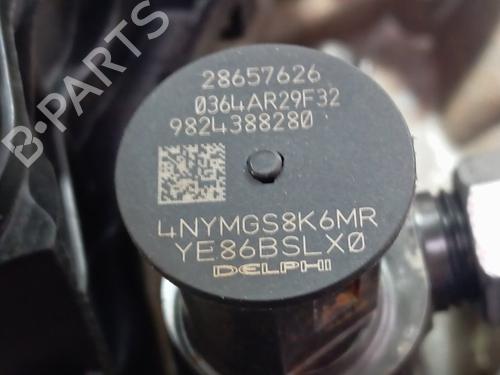 B-PARTS
28657626
0364AR29F32
9824388280
4NYMGS8K6MR
YE86BSLX0
DELPHI